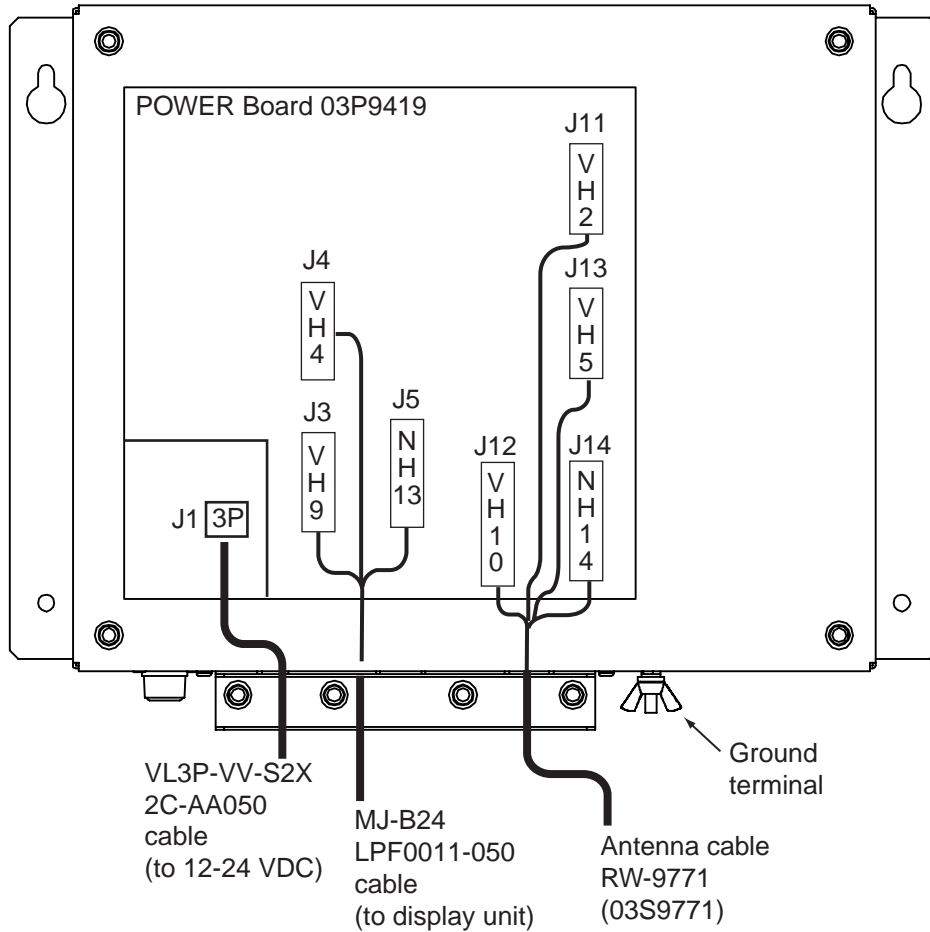 POWER Board 03P9419
J11
VH2
J13
VH5
J4
VH4
J3
VH9
J5
NH13
J12
VH10
J14
NH14
J1
3P
Ground
terminal
VL3P-VV-S2X
2C-AA050
cable
(to 12-24 VDC)
MJ-B24
LPF0011-050
cable
(to display unit)
Antenna cable
RW-9771
(03S9771)